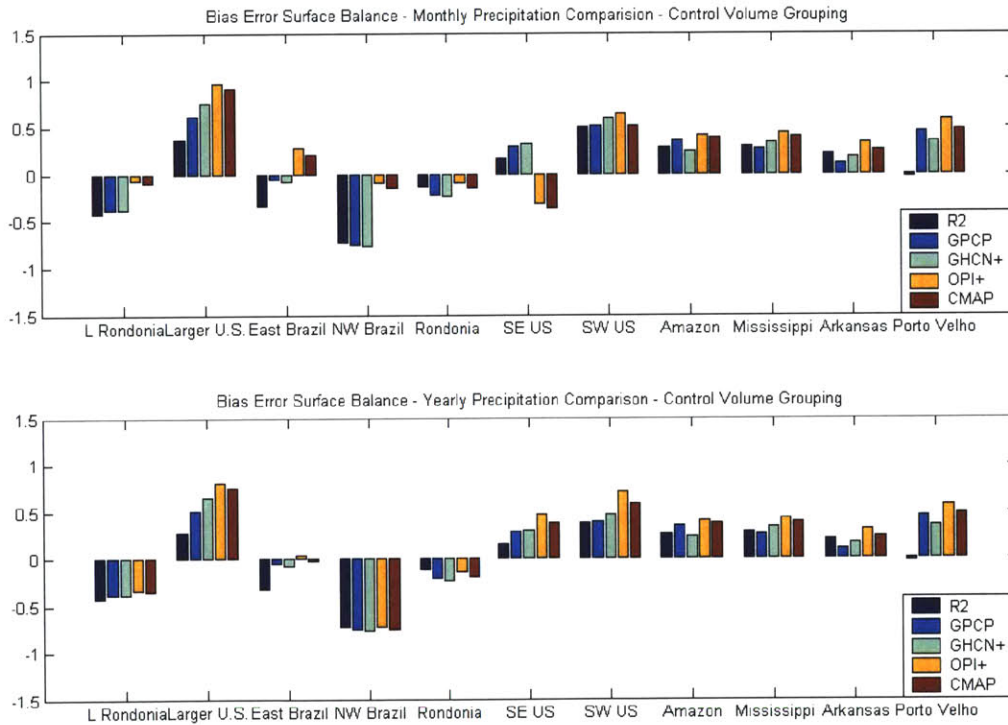 Bias Error Surface Balance - Monthly Precipitation Comparision - Control Volume Grouping
1.5
1
0.5
0
-0.5
-1
-1.5
R2
GPCP
GHCN+
OPI+
CMAP
L Rondonia Larger U.S. East Brazil NW Brazil Rondonia SE US SW US Amazon Mississippi Arkansas Porto Velho
Bias Error Surface Balance - Yearly Precipitation Comparison - Control Volume Grouping
1.5
1
0.5
0
-0.5
-1
-1.5
R2
GPCP
GHCN+
OPI+
CMAP
L Rondonia Larger U.S. East Brazil NW Brazil Rondonia SE US SW US Amazon Mississippi Arkansas Porto Velho